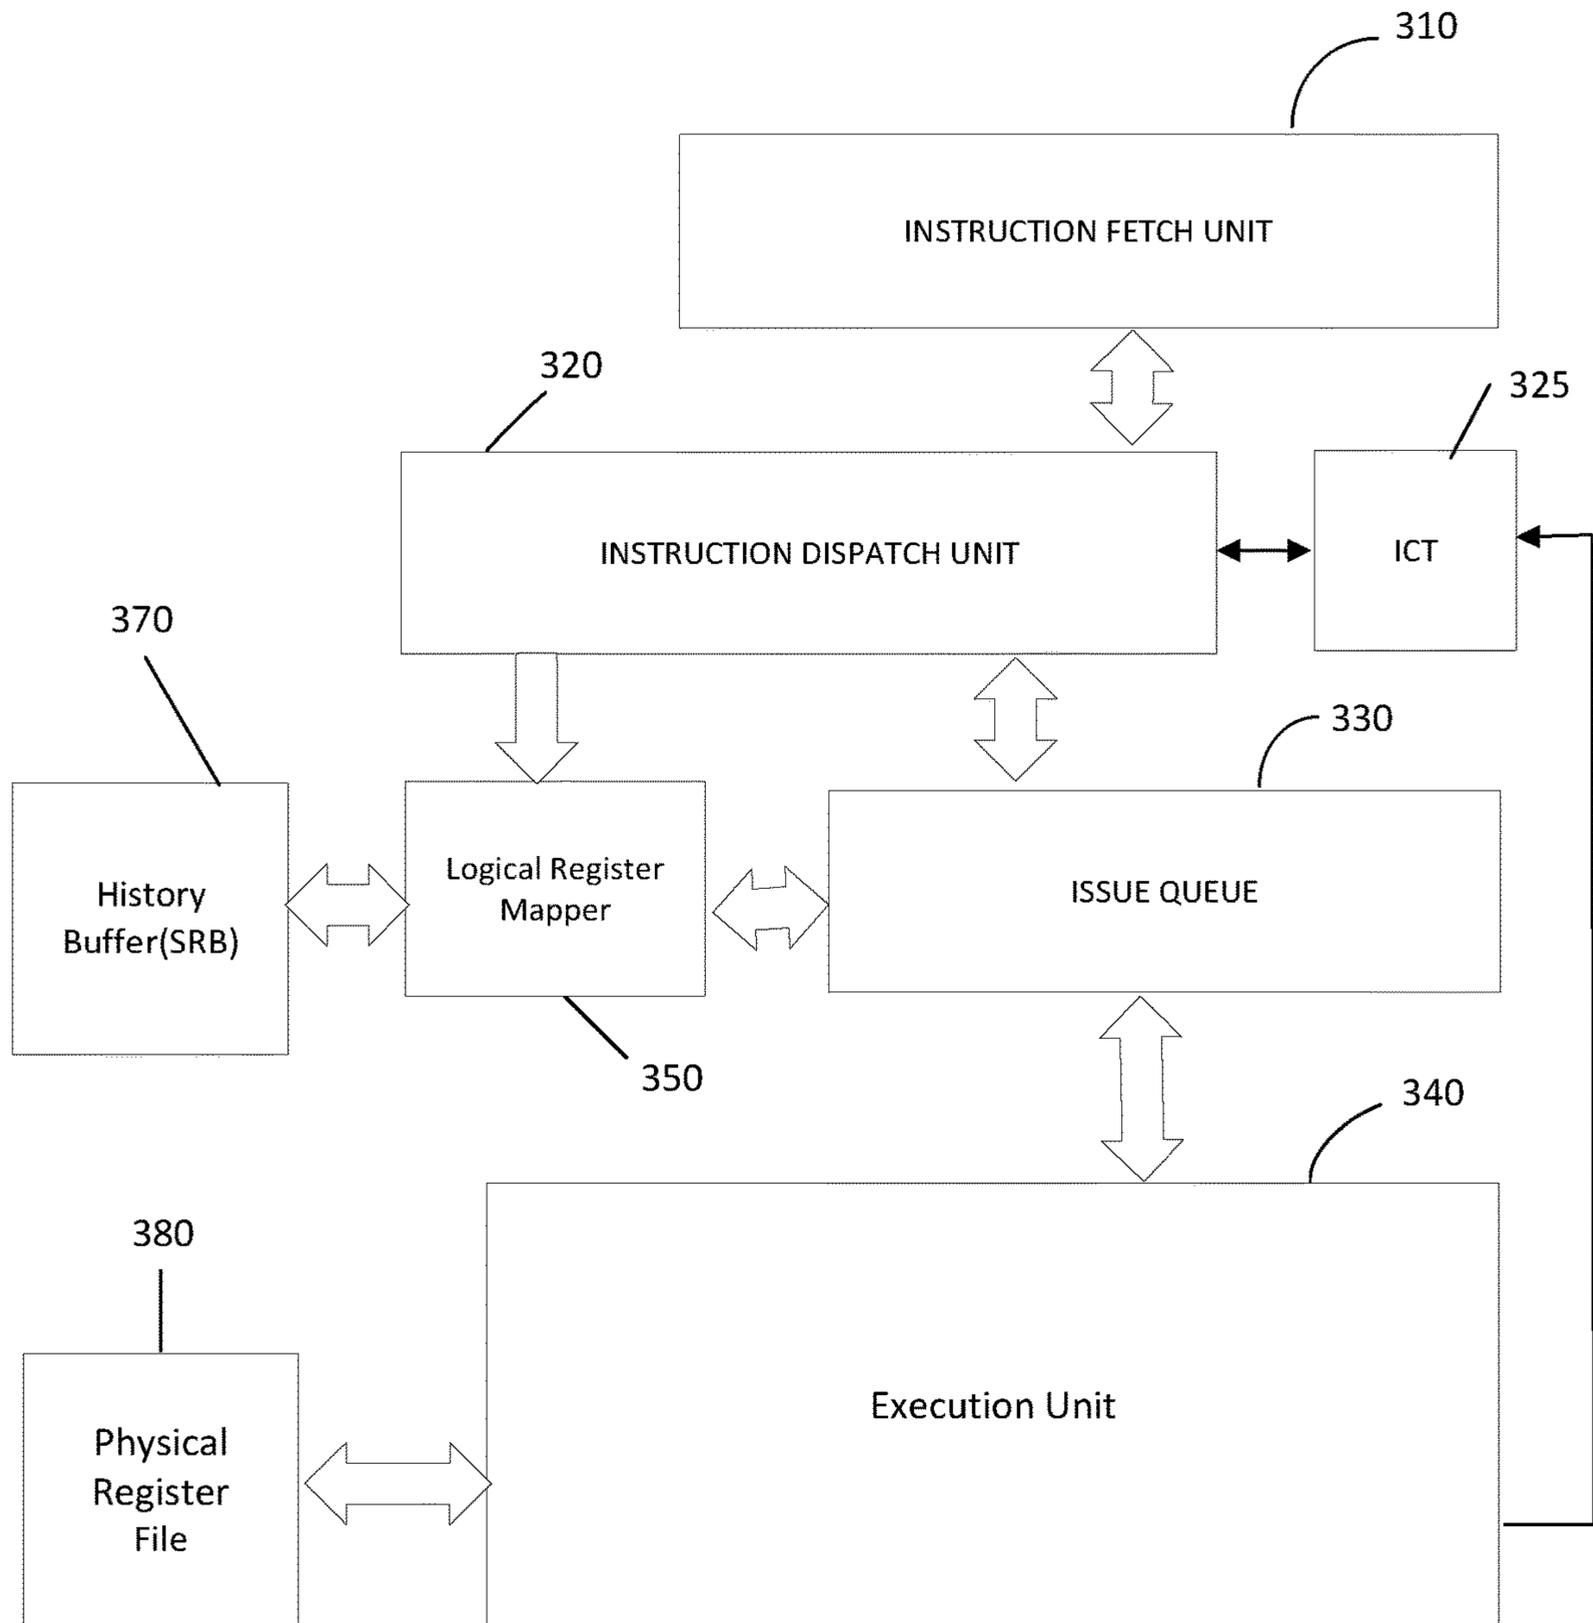 310
INSTRUCTION FETCH UNIT
320
325
INSTRUCTION DISPATCH UNIT
ICT
370
330
History
Buffer(SRB)
Logical Register
Mapper
ISSUE QUEUE
350
340
380
Execution Unit
Physical
Register
File